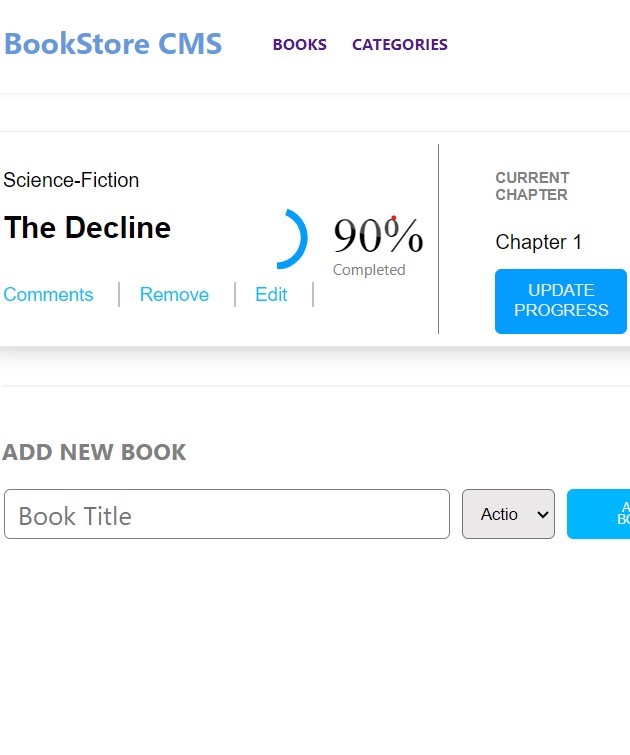 BookStore CMS
BOOKS CATEGORIES
Science-Fiction
The Decline
Comments Remove Edit
90%
Completed
CURRENT
CHAPTER
Chapter 1
UPDATE
PROGRESS
ADD NEW BOOK
Book Title
Actio